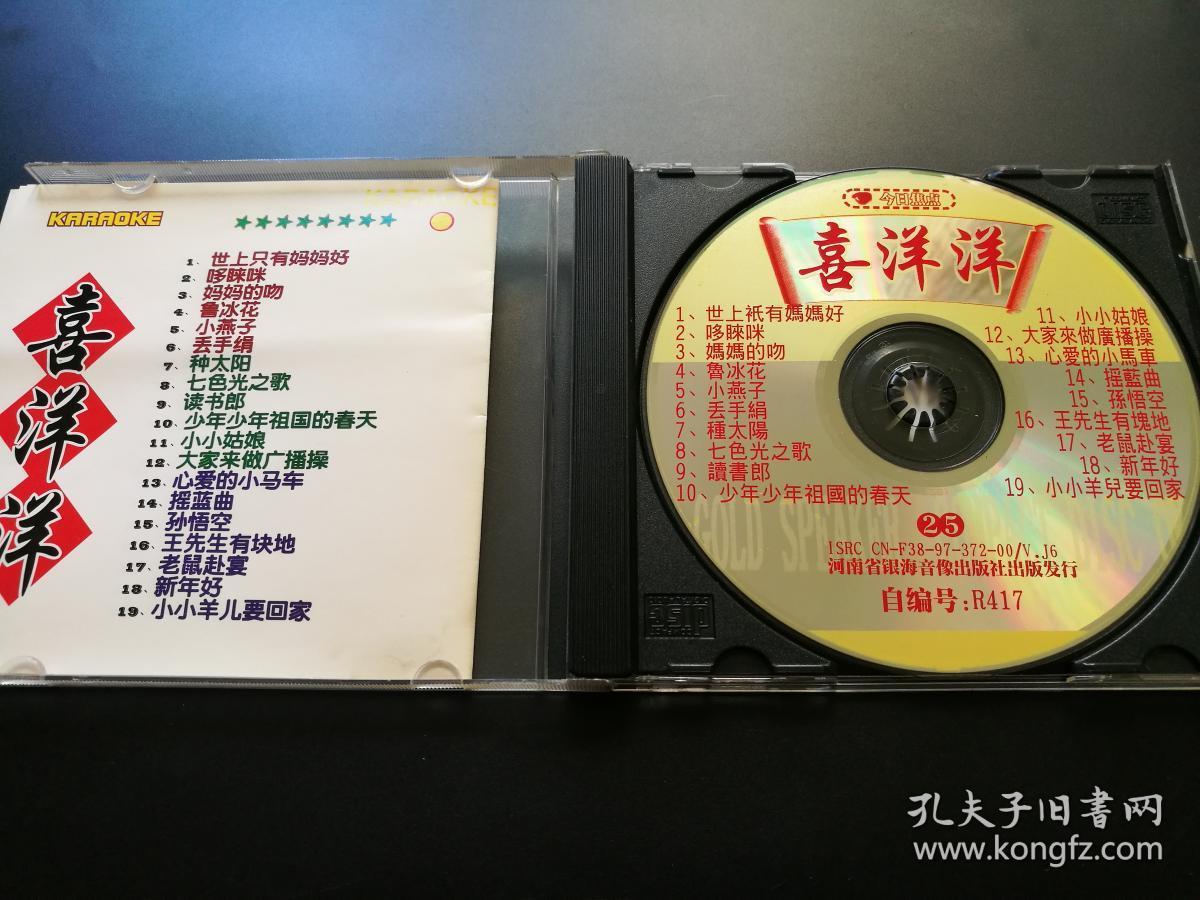 KARAOKE
KARAOKE
喜洋洋
1、世上只有妈妈好
2、哆睐咪
3、妈妈的吻
4、鲁冰花
5、小燕子
6、丢手绢
7、种太阳
8、七色光之歌
9、读书郎
10、少年少年祖国的春天
11、小小姑娘
12、大家来做广播操
13、心爱的小马车
14、摇蓝曲
15、孙悟空
16、王先生有块地
17、老鼠赴宴
18、新年好
19、小小羊儿要回家
今日焦点
喜洋洋
1、世上祇有媽媽好
2、哆睞咪
3、媽媽的吻
4、魯冰花
5、小燕子
6、丟手絹
7、種太陽
8、七色光之歌
9、讀書郎
10、少年少年祖國的春天
11、小小姑娘
12、大家來做廣播操
13、心愛的小馬車
14、摇藍曲
15、孫悟空
16、王先生有塊地
17、老鼠赴宴
18、新年好
19、小小羊兒要回家
25
ISRC CN-F38-97-372-00/V.J6
河南省银海音像出版社出版发行
自编号:R417
孔夫子旧书网
www.kongfz.com